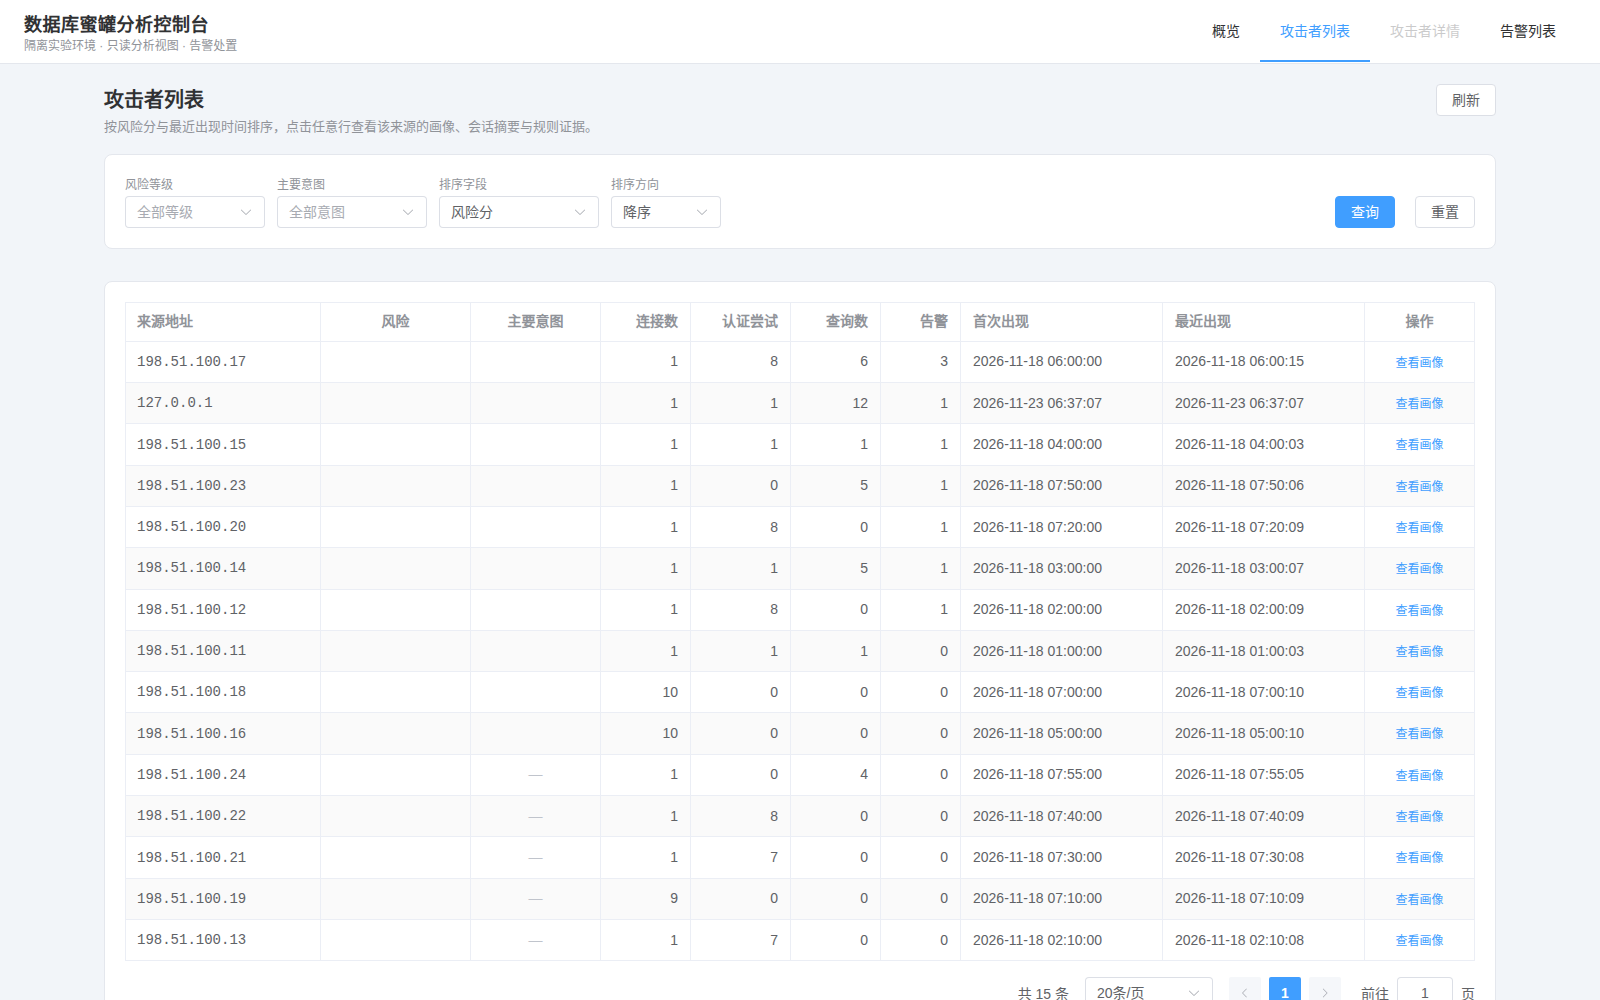 数据库蜜罐分析控制台
隔离实验环境 · 只读分析视图 · 告警处置
概览 攻击者列表 攻击者详情 告警列表
攻击者列表
刷新
按风险分与最近出现时间排序，点击任意行查看该来源的画像、会话摘要与规则证据。
风险等级 主要意图 排序字段 排序方向
全部等级 全部意图 风险分 降序 查询 重置
来源地址 风险 主要意图 连接数 认证尝试 查询数 告警 首次出现 最近出现 操作
198.51.100.17 1 8 6 3 2026-11-18 06:00:00 2026-11-18 06:00:15 查看画像
127.0.0.1 1 1 12 1 2026-11-23 06:37:07 2026-11-23 06:37:07 查看画像
198.51.100.15 1 1 1 1 2026-11-18 04:00:00 2026-11-18 04:00:03 查看画像
198.51.100.23 1 0 5 1 2026-11-18 07:50:00 2026-11-18 07:50:06 查看画像
198.51.100.20 1 8 0 1 2026-11-18 07:20:00 2026-11-18 07:20:09 查看画像
198.51.100.14 1 1 5 1 2026-11-18 03:00:00 2026-11-18 03:00:07 查看画像
198.51.100.12 1 8 0 1 2026-11-18 02:00:00 2026-11-18 02:00:09 查看画像
198.51.100.11 1 1 1 0 2026-11-18 01:00:00 2026-11-18 01:00:03 查看画像
198.51.100.18 10 0 0 0 2026-11-18 07:00:00 2026-11-18 07:00:10 查看画像
198.51.100.16 10 0 0 0 2026-11-18 05:00:00 2026-11-18 05:00:10 查看画像
198.51.100.24 — 1 0 4 0 2026-11-18 07:55:00 2026-11-18 07:55:05 查看画像
198.51.100.22 — 1 8 0 0 2026-11-18 07:40:00 2026-11-18 07:40:09 查看画像
198.51.100.21 — 1 7 0 0 2026-11-18 07:30:00 2026-11-18 07:30:08 查看画像
198.51.100.19 — 9 0 0 0 2026-11-18 07:10:00 2026-11-18 07:10:09 查看画像
198.51.100.13 — 1 7 0 0 2026-11-18 02:10:00 2026-11-18 02:10:08 查看画像
共 15 条 20条/页 1 前往 1 页